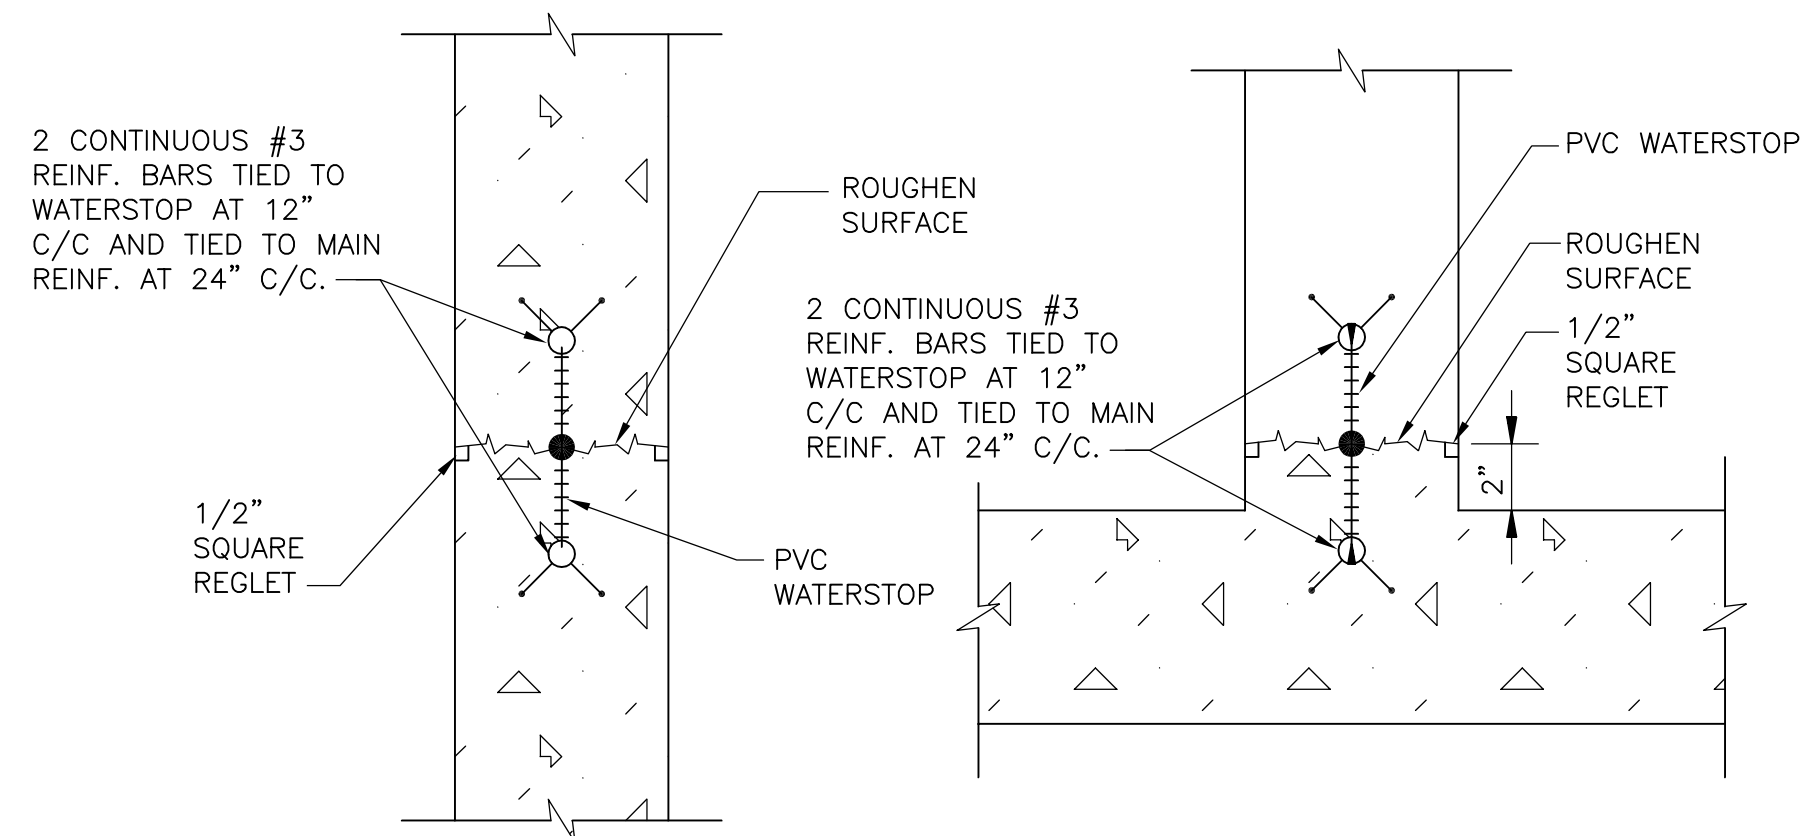 2 CONTINUOUS #3
REINF. BARS TIED TO
WATERSTOP AT 12”
C/C AND TIED TO MAIN
REINF. AT 24” C/C.
ROUGHEN
SURFACE
1/2”
SQUARE
REGLET
PVC
WATERSTOP
2 CONTINUOUS #3
REINF. BARS TIED TO
WATERSTOP AT 12”
C/C AND TIED TO MAIN
REINF. AT 24” C/C.
PVC WATERSTOP
ROUGHEN
SURFACE
1/2”
SQUARE
REGLET
2”